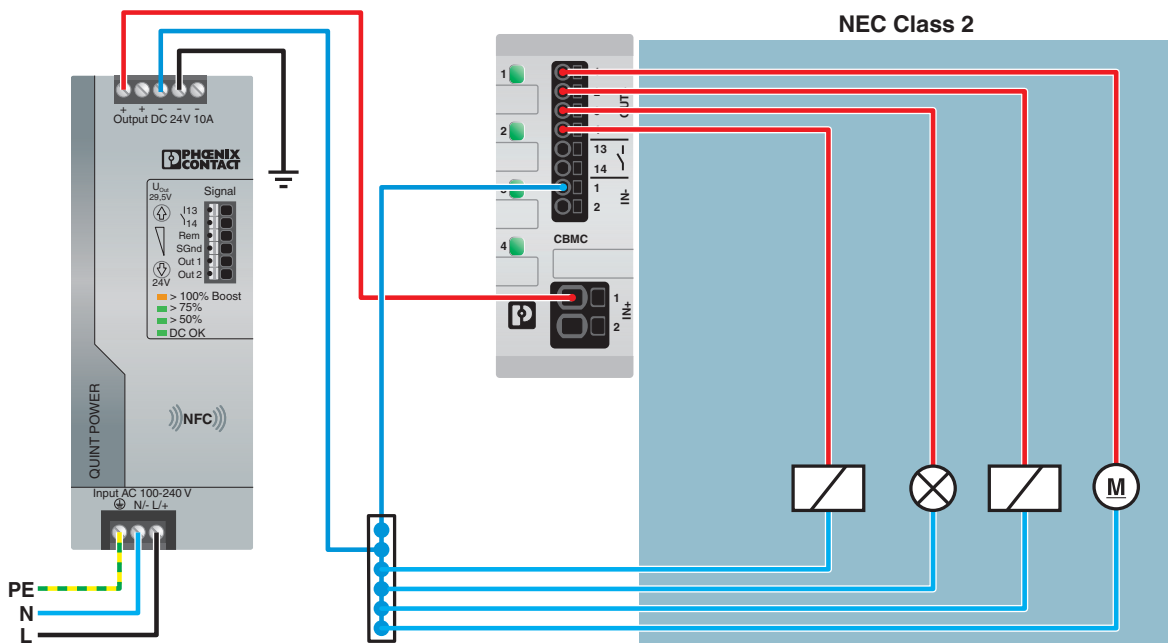 NEC Class 2
+ + - - -
Output DC 24V 10A
PHŒNIX
CONTACT
UOut
29,5V
Signal
13
14
Rem
SGnd
Out 1
Out 2
24V
> 100% Boost
> 75%
> 50%
DC OK
QUINT POWER
NFC
Input AC 100-240 V
N/- L/+
PE
N
L
1
2
4
OUT
13
14
1
2
IN-
CBMC
1
2
IN+
M